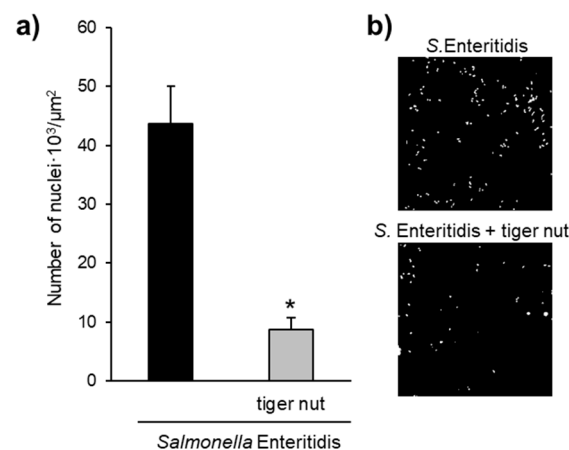 a)
Number of nuclei·10³/µm²
60
50
40
30
20
10
0
*
tiger nut
Salmonella Enteritidis
b)
S.Enteritidis
S. Enteritidis + tiger nut